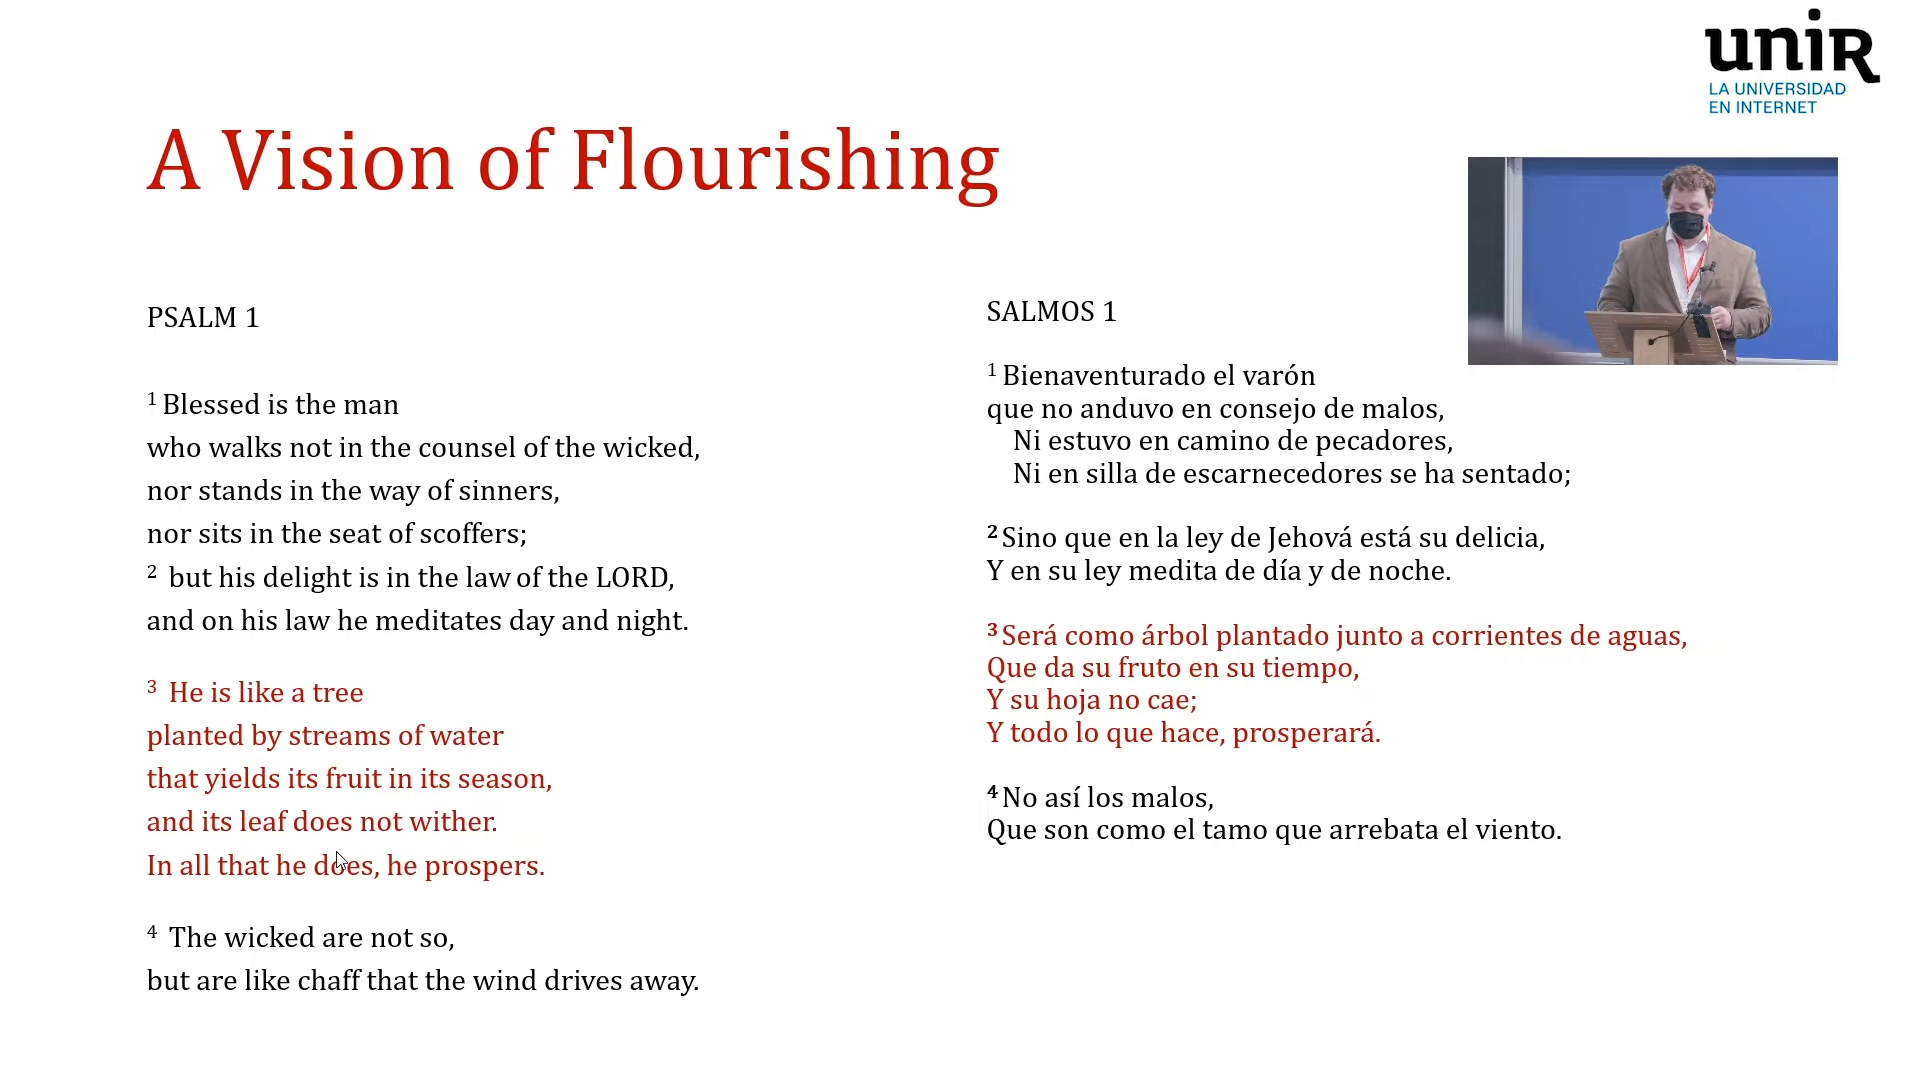 uniR
LA UNIVERSIDAD
EN INTERNET
A Vision of Flourishing
PSALM 1
1 Blessed is the man
who walks not in the counsel of the wicked,
nor stands in the way of sinners,
nor sits in the seat of scoffers;
2 but his delight is in the law of the LORD,
and on his law he meditates day and night.
3 He is like a tree
planted by streams of water
that yields its fruit in its season,
and its leaf does not wither.
In all that he does, he prospers.
4 The wicked are not so,
but are like chaff that the wind drives away.
SALMOS 1
1 Bienaventurado el varón
que no anduvo en consejo de malos,
Ni estuvo en camino de pecadores,
Ni en silla de escarnecedores se ha sentado;
2 Sino que en la ley de Jehová está su delicia,
Y en su ley medita de día y de noche.
3 Será como árbol plantado junto a corrientes de aguas,
Que da su fruto en su tiempo,
Y su hoja no cae;
Y todo lo que hace, prosperará.
4 No así los malos,
Que son como el tamo que arrebata el viento.